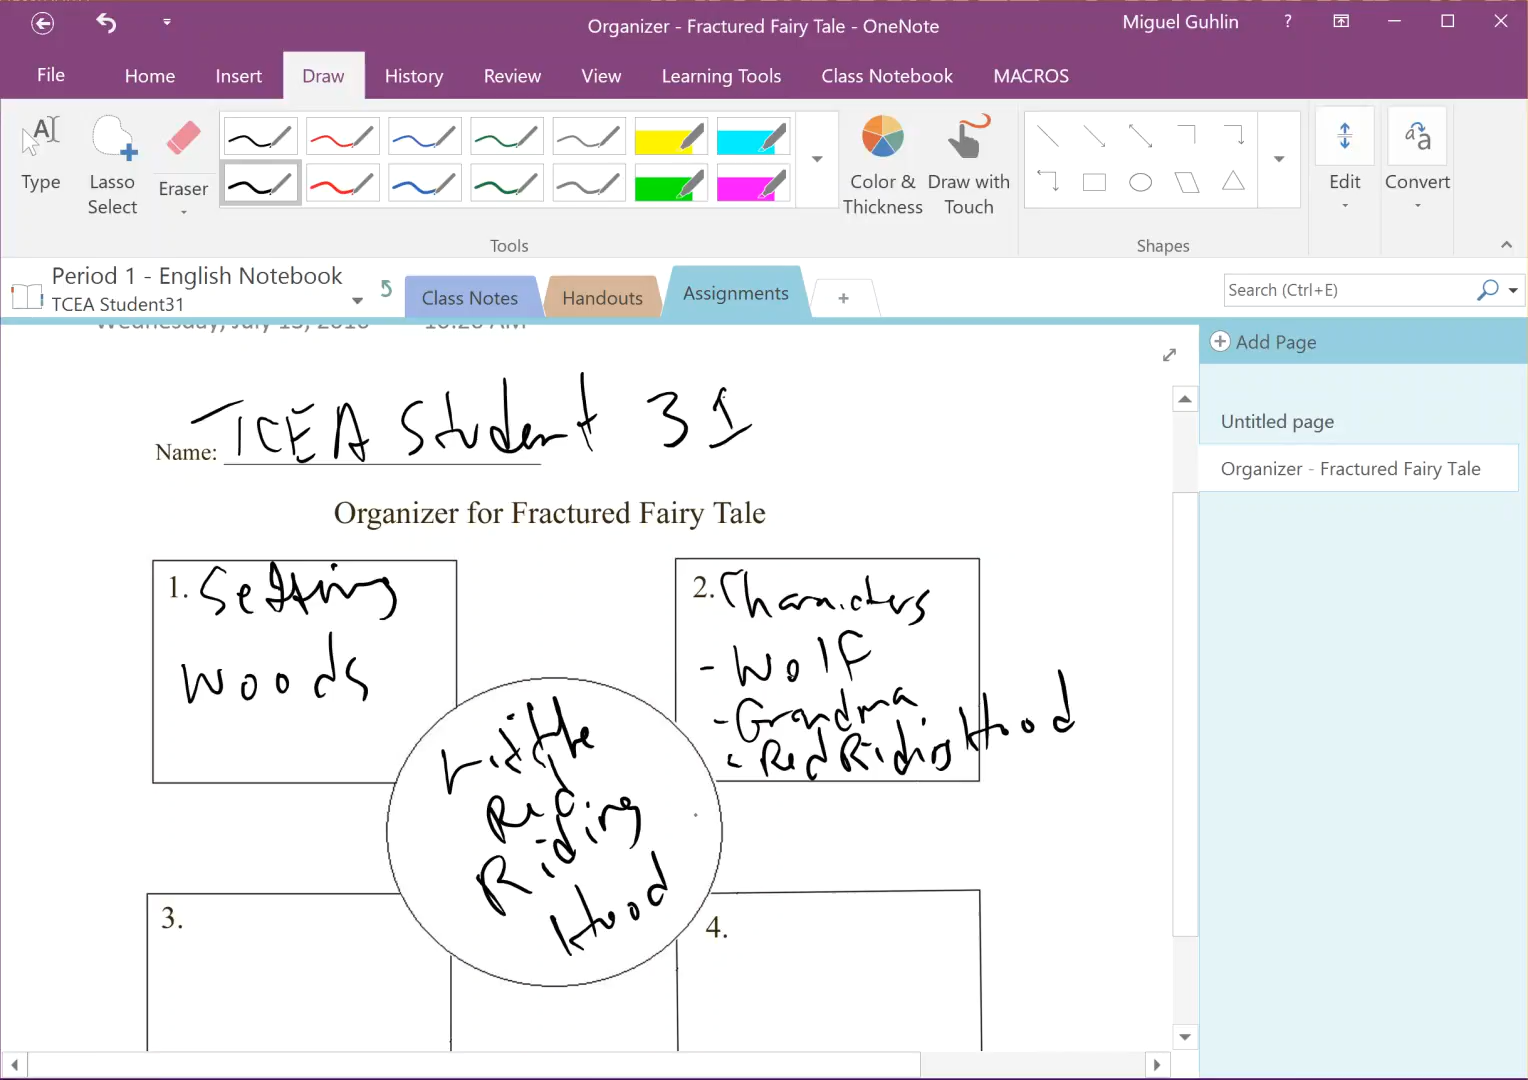 Organizer - Fractured Fairy Tale - OneNote
Miguel Guhlin
?
File Home Insert Draw History Review View Learning Tools Class Notebook MACROS
Type
Lasso Select
Eraser
Color & Thickness
Draw with Touch
Edit
Convert
Tools
Shapes
Period 1 - English Notebook
TCEA Student31
Class Notes
Handouts
Assignments
+
Search (Ctrl+E)
Add Page
Untitled page
Organizer - Fractured Fairy Tale
Name: TCEA Student 31
Organizer for Fractured Fairy Tale
1. Setting
Woods
2. Characters
- Wolf
- Grandma
- Red Riding Hood
Little
Red
Riding
Hood
3.
4.